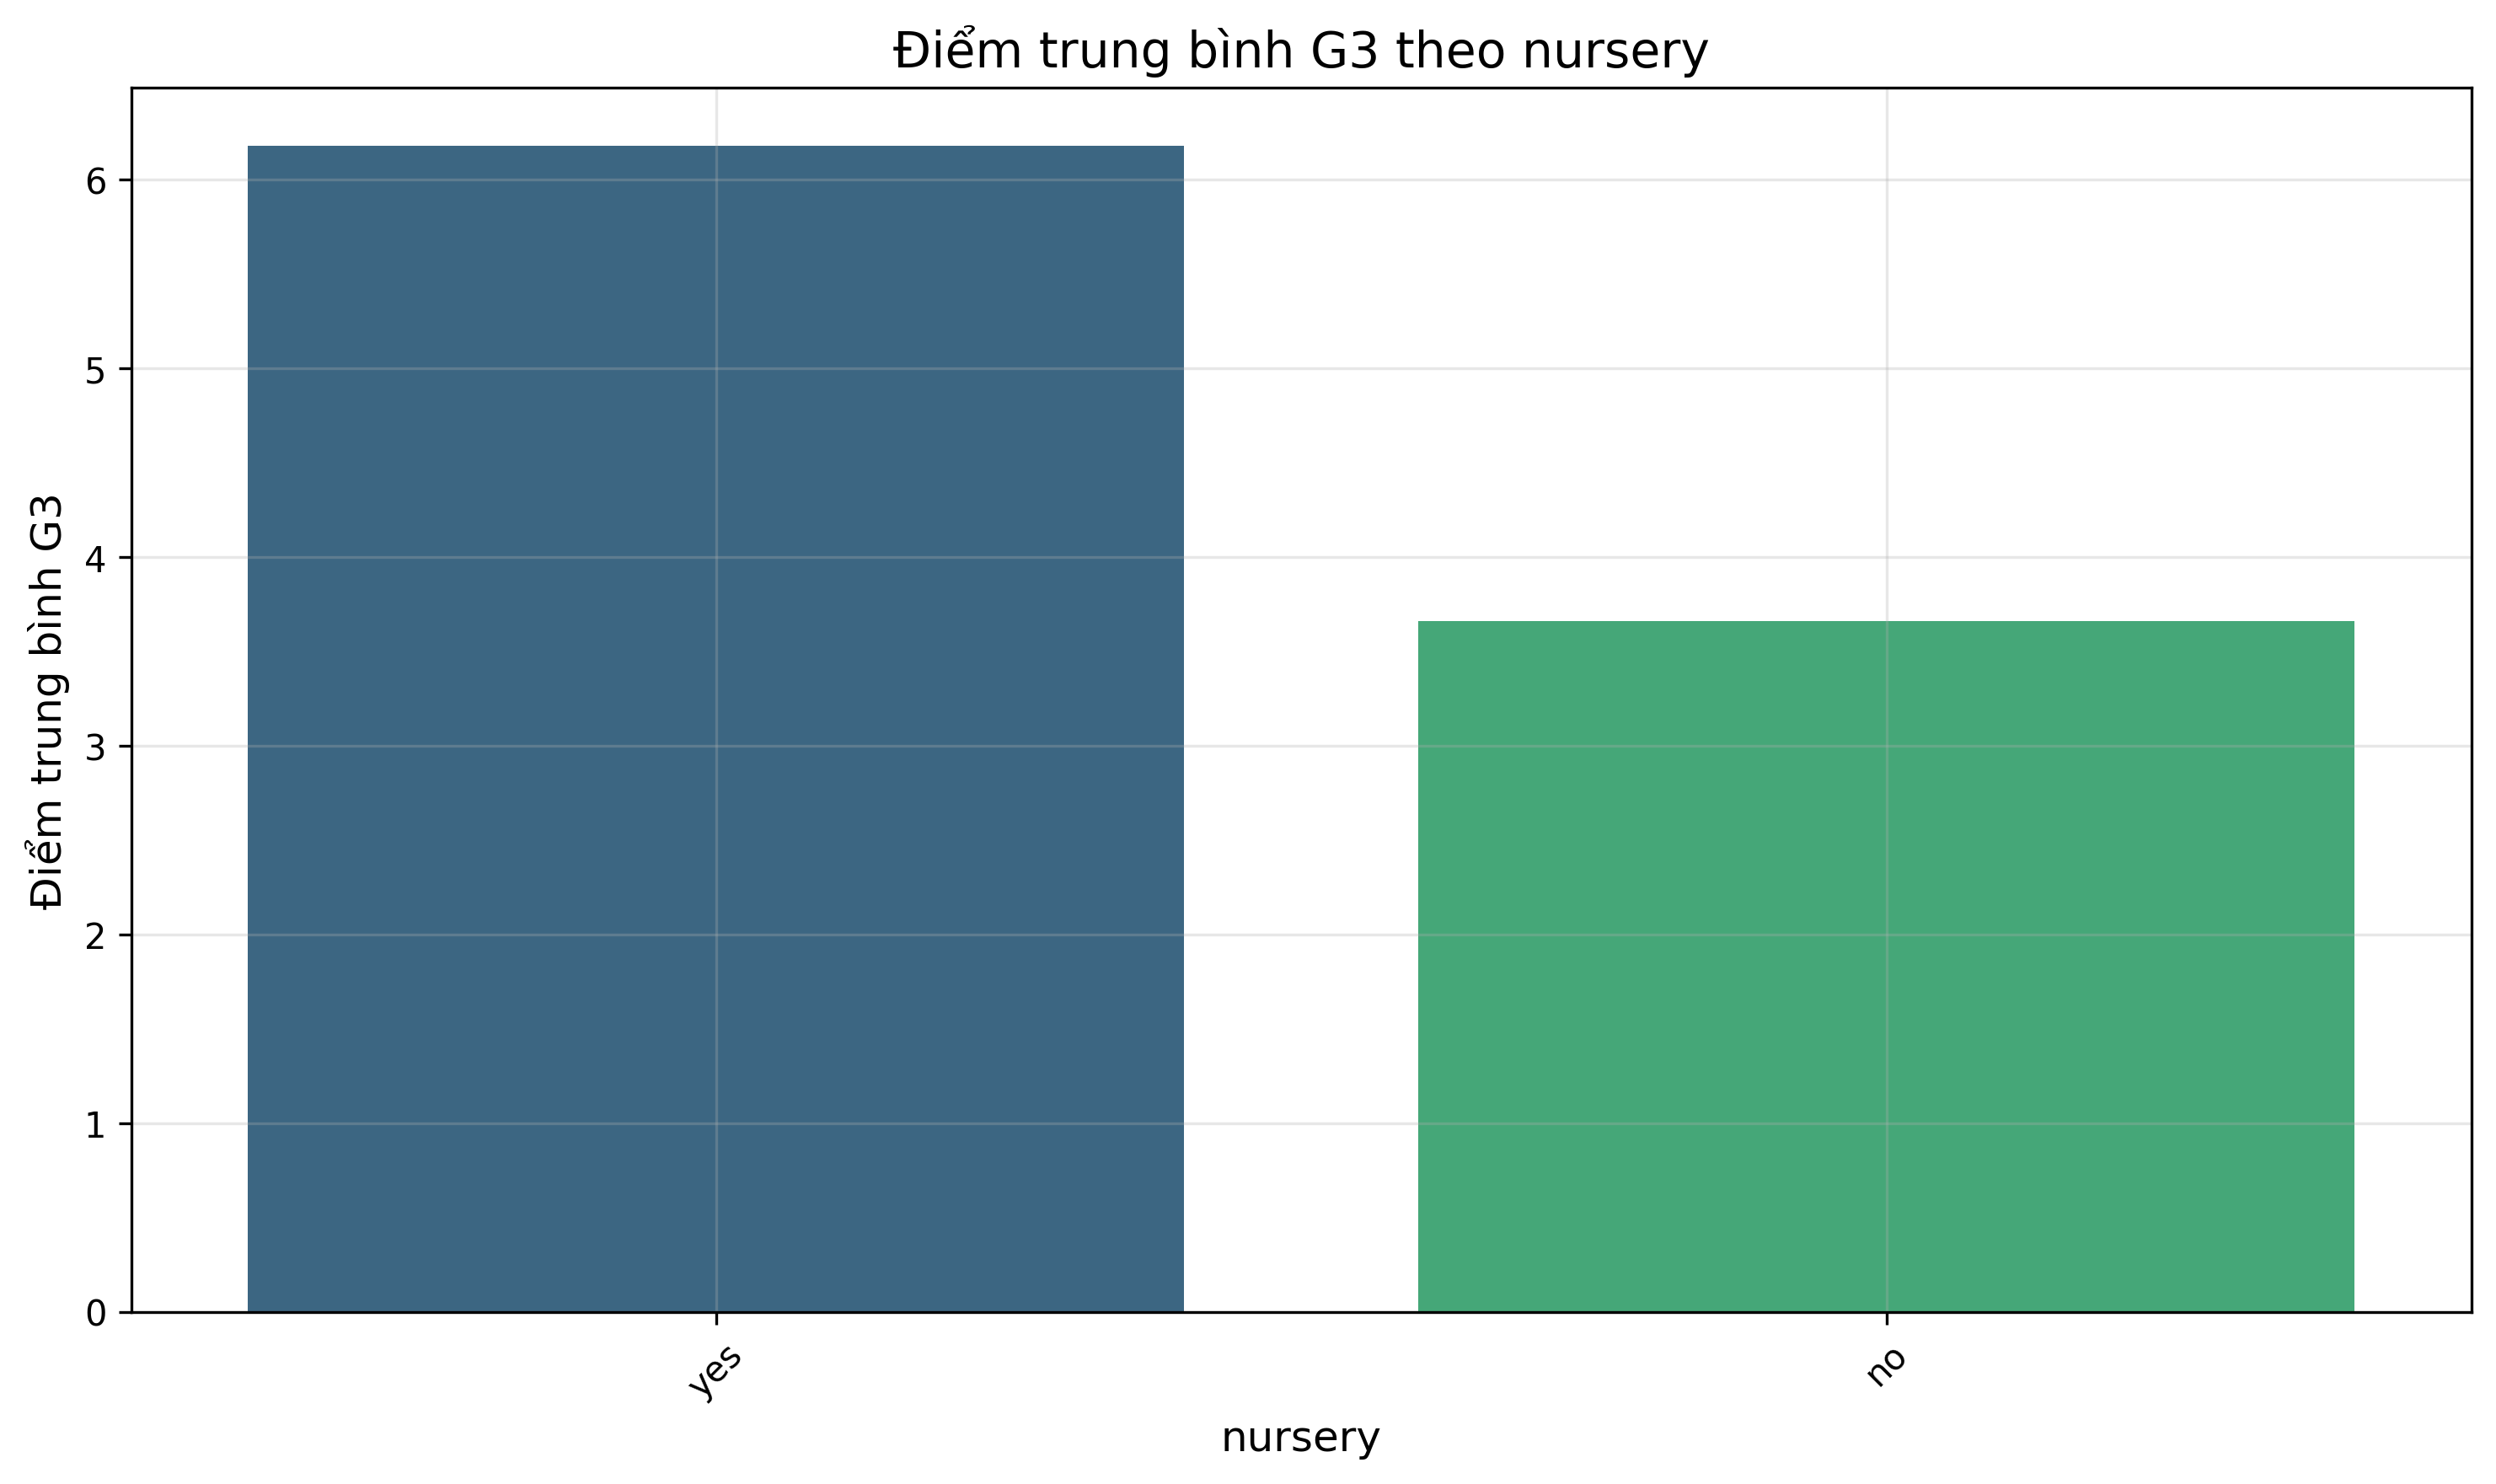 Điểm trung bình G3 theo nursery
Điểm trung bình G3
6
5
4
3
2
1
0
yes
no
nursery